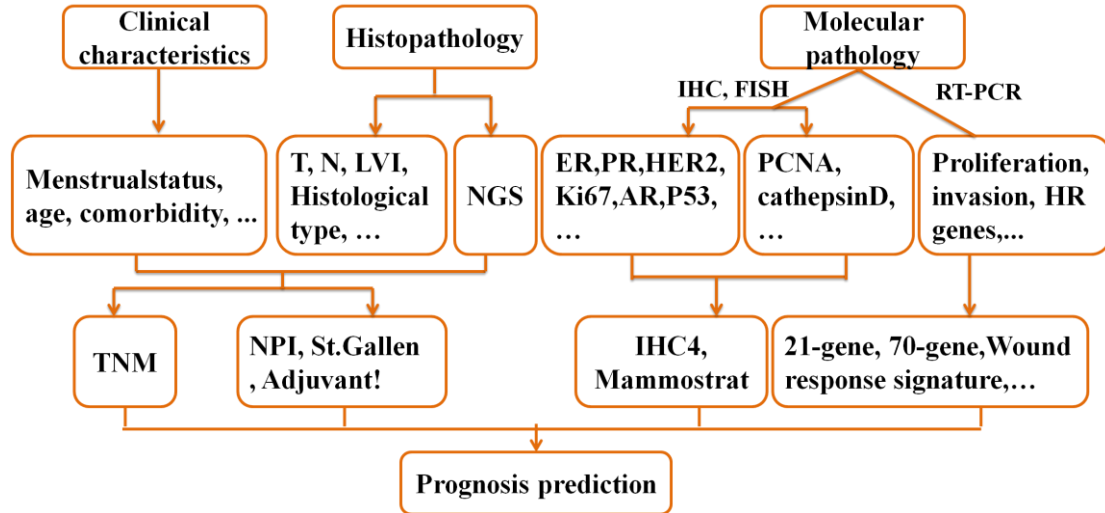 Clinical
characteristics
Histopathology
Molecular
pathology
IHC, FISH
RT-PCR
Menstrualstatus,
age, comorbidity, ...
T, N, LVI,
Histological
type, …
NGS
ER,PR,HER2,
Ki67,AR,P53,
…
PCNA,
cathepsinD,
…
Proliferation,
invasion, HR
genes,...
TNM
NPI, St.Gallen
, Adjuvant!
IHC4,
Mammostrat
21-gene, 70-gene,Wound
response signature,…
Prognosis prediction